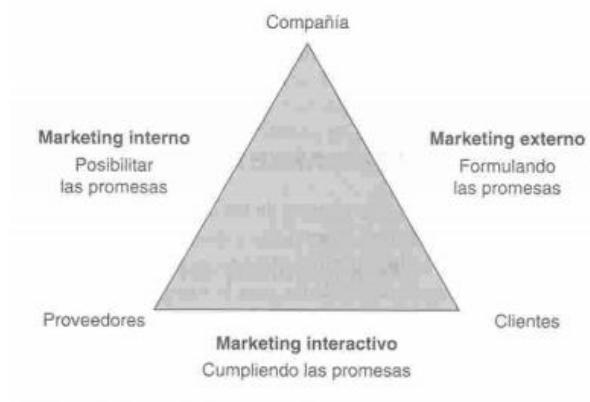 Compañía
Marketing interno
Posibilitar
las promesas
Marketing externo
Formulando
las promesas
Proveedores
Clientes
Marketing interactivo
Cumpliendo las promesas